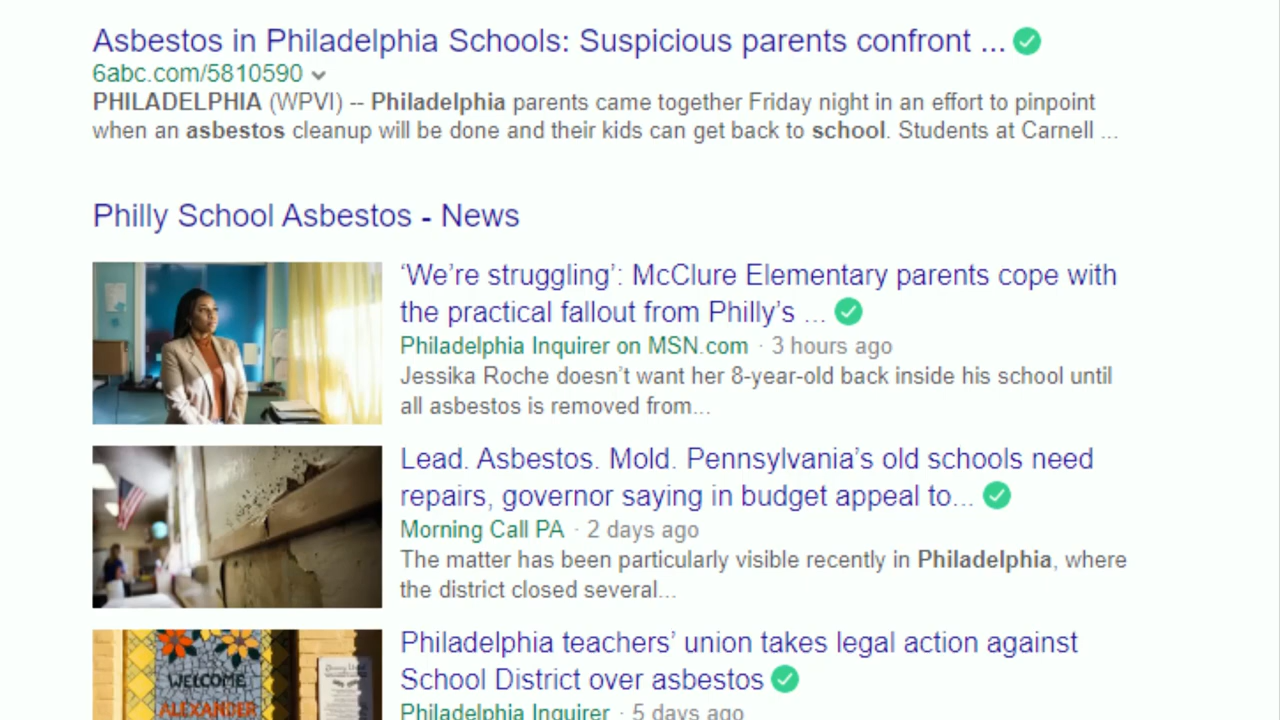 Asbestos in Philadelphia Schools: Suspicious parents confront ...
6abc.com/5810590
PHILADELPHIA (WPVI) -- Philadelphia parents came together Friday night in an effort to pinpoint
when an asbestos cleanup will be done and their kids can get back to school. Students at Carnell ...
Philly School Asbestos - News
‘We’re struggling’: McClure Elementary parents cope with
the practical fallout from Philly’s ...
Philadelphia Inquirer on MSN.com · 3 hours ago
Jessika Roche doesn’t want her 8-year-old back inside his school until
all asbestos is removed from...
Lead. Asbestos. Mold. Pennsylvania’s old schools need
repairs, governor saying in budget appeal to...
Morning Call PA · 2 days ago
The matter has been particularly visible recently in Philadelphia, where
the district closed several...
Philadelphia teachers’ union takes legal action against
School District over asbestos
Philadelphia Inquirer · 5 days ago
WELCOME
ALEXANDER